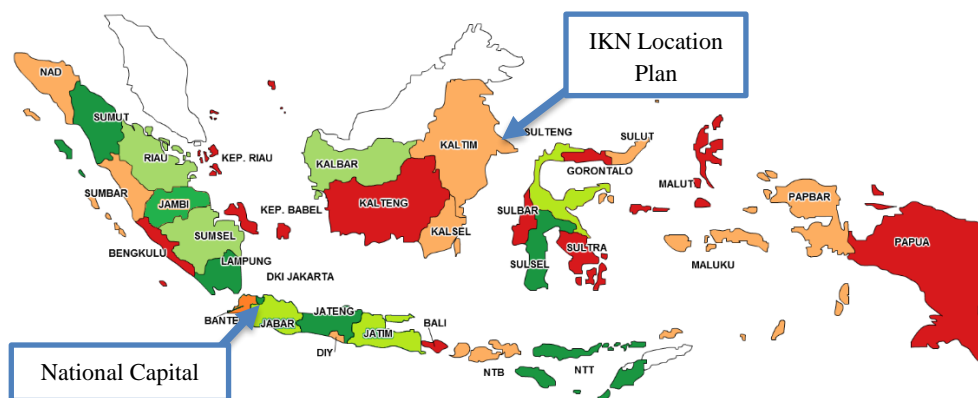 IKN Location
Plan
NAD
SUMUT
SULTENG
SULUT
KALTIM
RIAU
KEP. RIAU
KALBAR
GORONTALO
MALUT
SUMBAR
PAPBAR
JAMBI
KEP. BABEL
KALTENG
SULBAR
SUMSEL
KALSEL
BENGKULU
SULTRA
PAPUA
LAMPUNG
SULSEL
MALUKU
DKI JAKARTA
JATENG
BANTE
JABAR
JATIM
BALI
DIY
NTB
NTT
National Capital